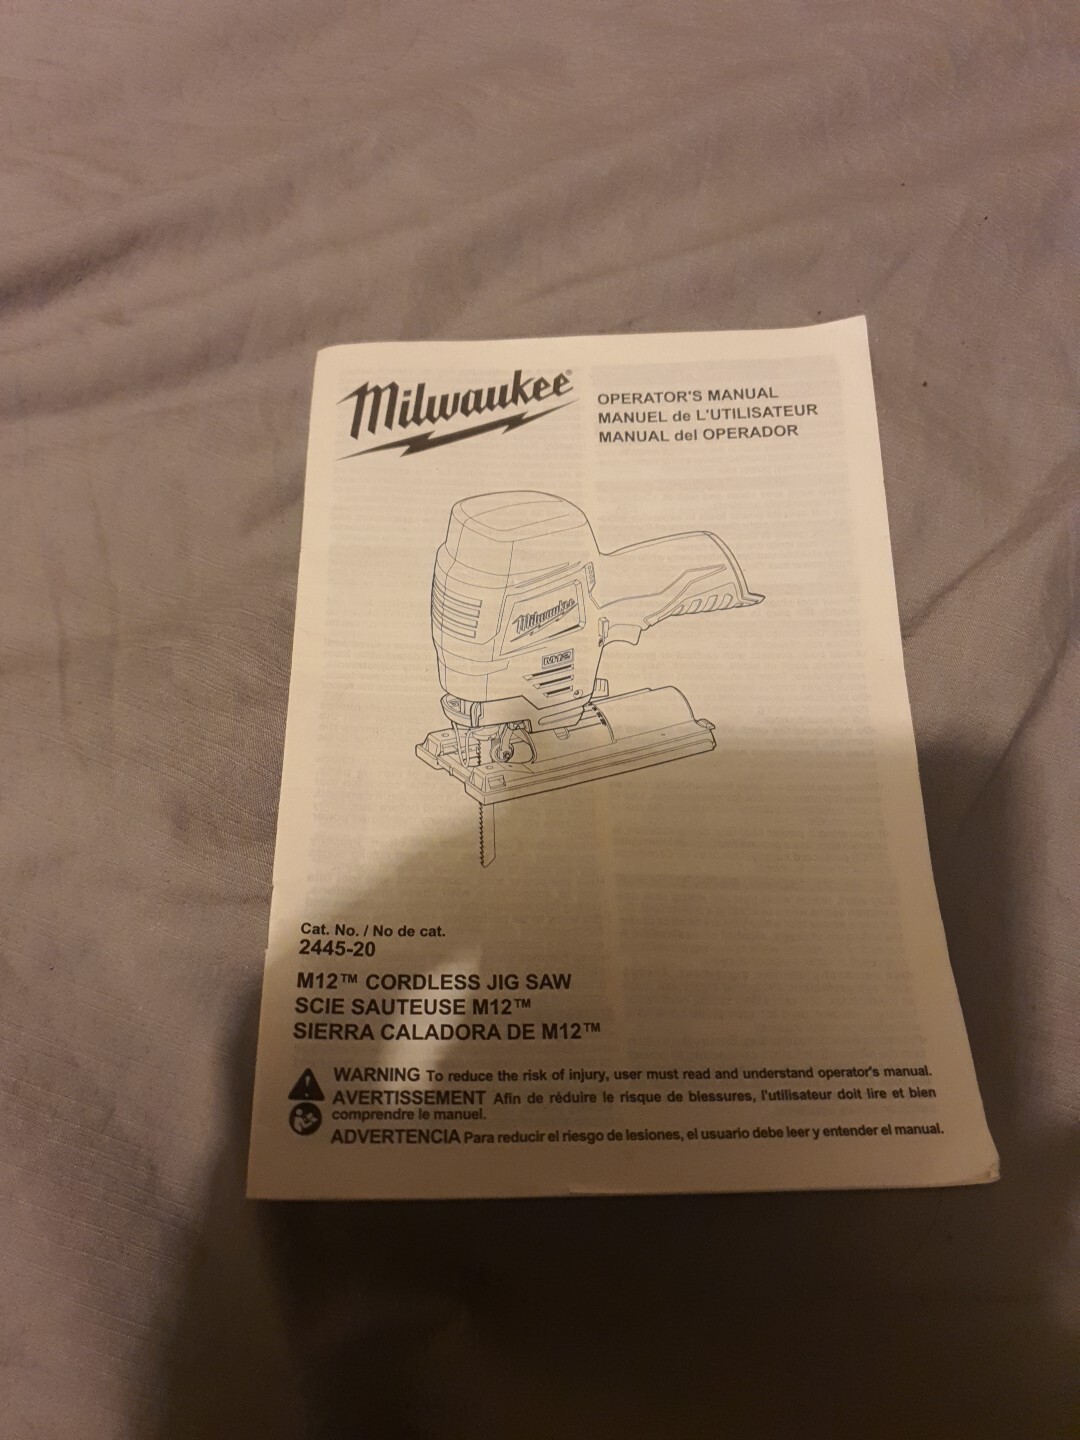 Milwaukee®
OPERATOR'S MANUAL
MANUEL de L'UTILISATEUR
MANUAL del OPERADOR
Milwaukee
M12
Cat. No. / No de cat.
2445-20
M12™ CORDLESS JIG SAW
SCIE SAUTEUSE M12™
SIERRA CALADORA DE M12™
WARNING To reduce the risk of injury, user must read and understand operator's manual.
AVERTISSEMENT Afin de réduire le risque de blessures, l'utilisateur doit lire et bien
comprendre le manuel.
ADVERTENCIA Para reducir el riesgo de lesiones, el usuario debe leer y entender el manual.